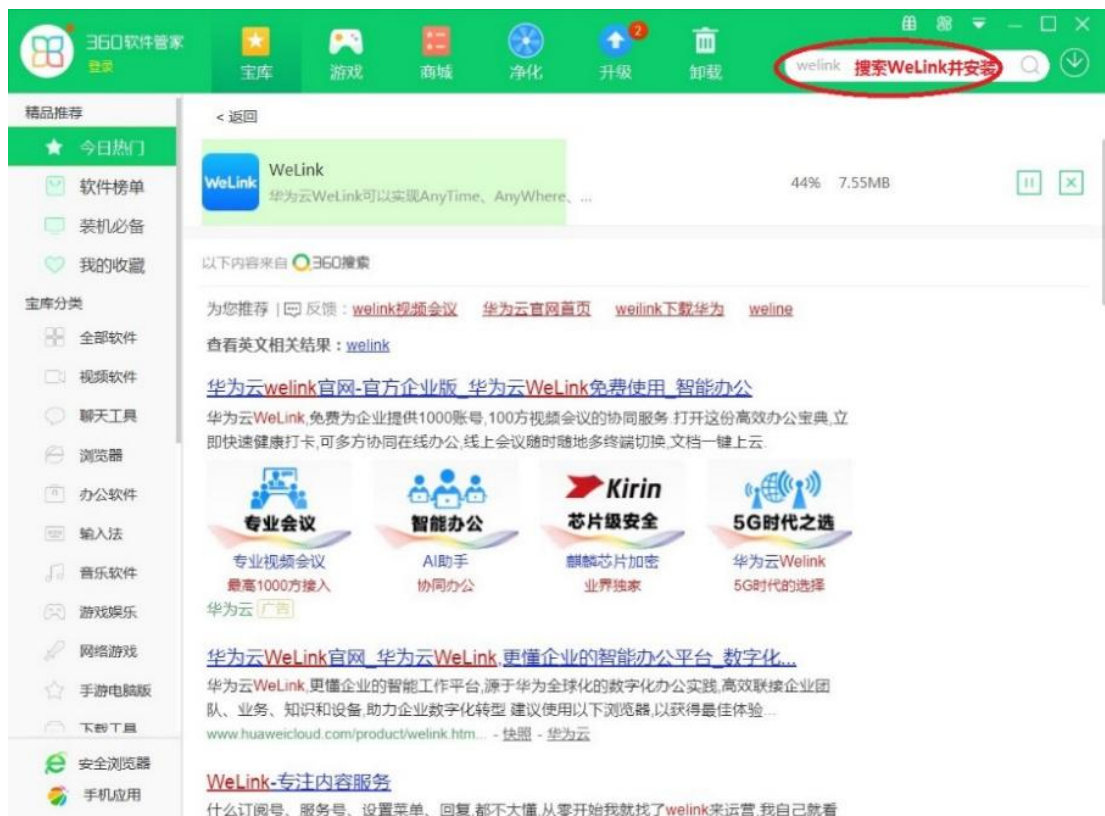 360软件管家
登录
宝库
游戏
商城
净化
2
升级
卸载
welink 搜索WeLink并安装
精品推荐
今日热门
软件榜单
装机必备
我的收藏
宝库分类
全部软件
视频软件
聊天工具
浏览器
办公软件
输入法
音乐软件
游戏娱乐
网络游戏
手游电脑版
下载工具
安全浏览器
手机应用
< 返回
WeLink
WeLink
华为云WeLink可以实现AnyTime、AnyWhere、...
44% 7.55MB
以下内容来自 360搜索
为您推荐 | 反馈：welink视频会议 华为云官网首页 weilink下载华为 weline
查看英文相关结果：welink
华为云welink官网-官方企业版_华为云WeLink免费使用_智能办公
华为云WeLink,免费为企业提供1000账号,100方视频会议的协同服务.打开这份高效办公宝典,立
即快速健康打卡,可多方协同在线办公,线上会议随时随地多终端切换,文档一键上云.
专业会议
智能办公
Kirin
芯片级安全
5G时代之选
专业视频会议
AI助手
麒麟芯片加密
华为云Welink
最高1000方接入
协同办公
业界独家
5G时代的选择
华为云 广告
华为云WeLink官网_华为云WeLink,更懂企业的智能办公平台_数字化...
华为云WeLink,更懂企业的智能工作平台,源于华为全球化的数字化办公实践,高效联接企业团
队、业务、知识和设备,助力企业数字化转型 建议使用以下浏览器,以获得最佳体验...
www.huaweicloud.com/product/welink.htm... - 快照 - 华为云
WeLink-专注内容服务
什么订阅号、服务号、设置菜单、回复,都不大懂,从零开始我就找了welink来运营,我自己就看